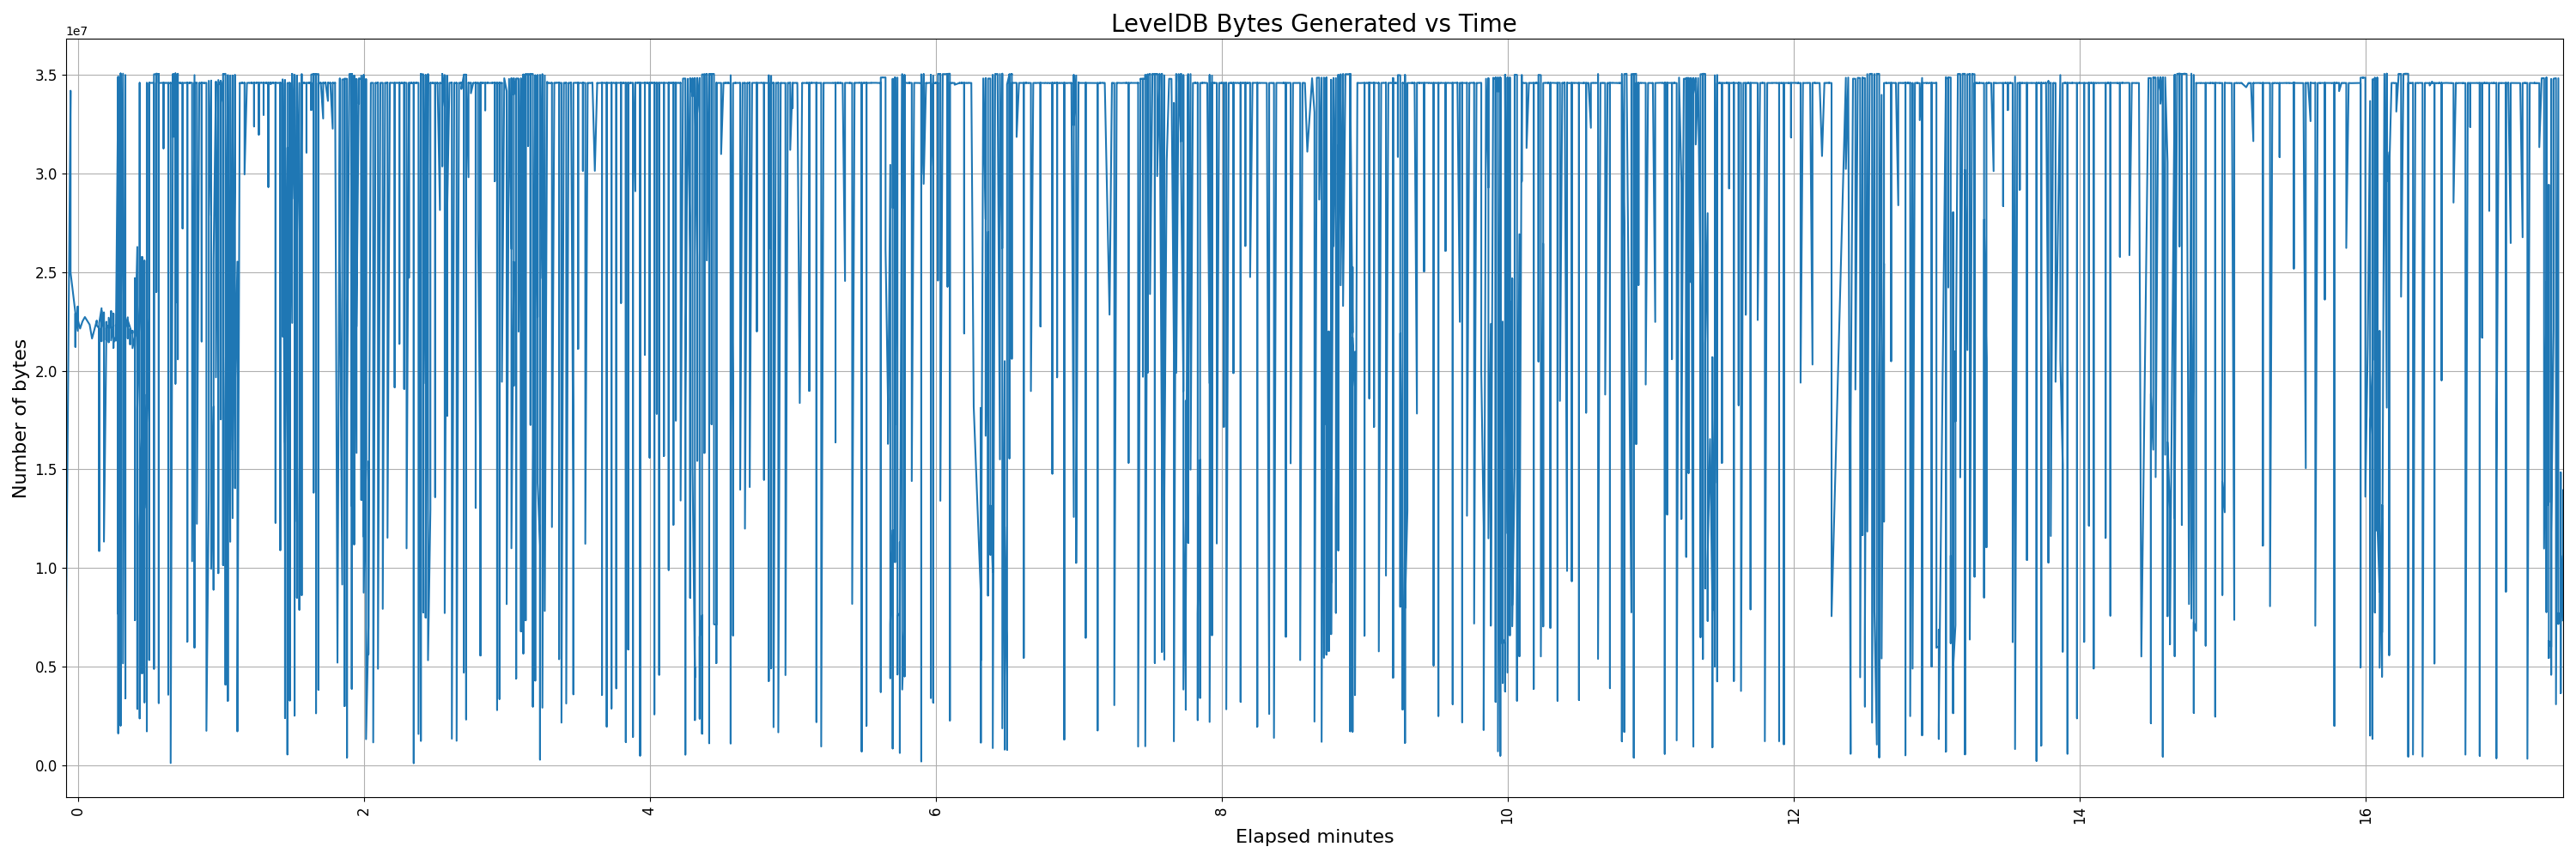 LevelDB Bytes Generated vs Time
1e7
3.5
3.0
2.5
2.0
1.5
1.0
0.5
0.0
Number of bytes
0 2 4 6 8 10 12 14 16
Elapsed minutes